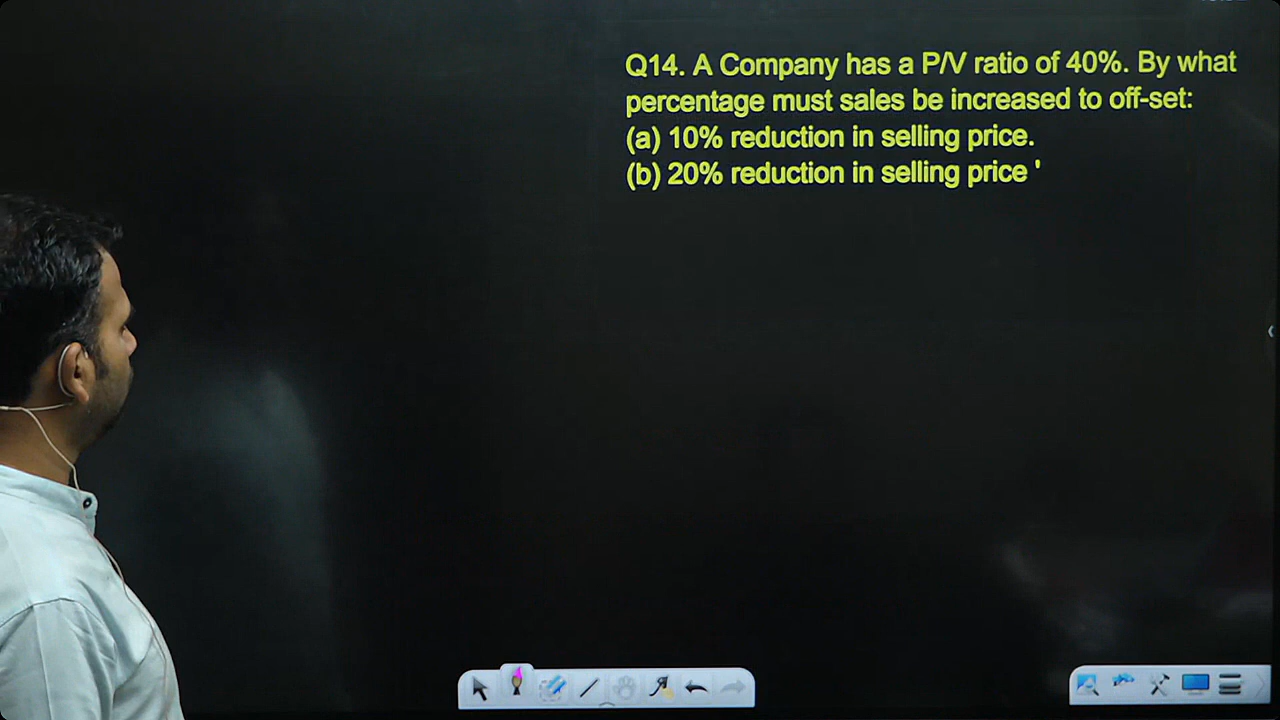 Q14. A Company has a P/V ratio of 40%. By what
percentage must sales be increased to off-set:
(a) 10% reduction in selling price.
(b) 20% reduction in selling price '